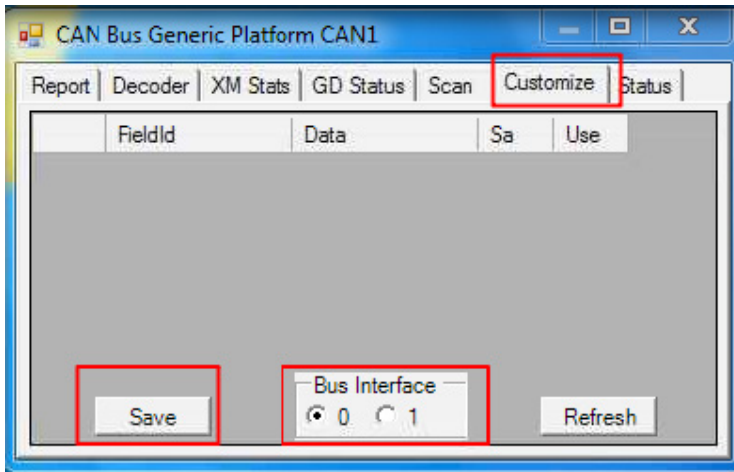 CAN Bus Generic Platform CAN1
Report Decoder XM Stats GD Status Scan Customize Status
FieldId Data Sa Use
Bus Interface
Save 0 1 Refresh